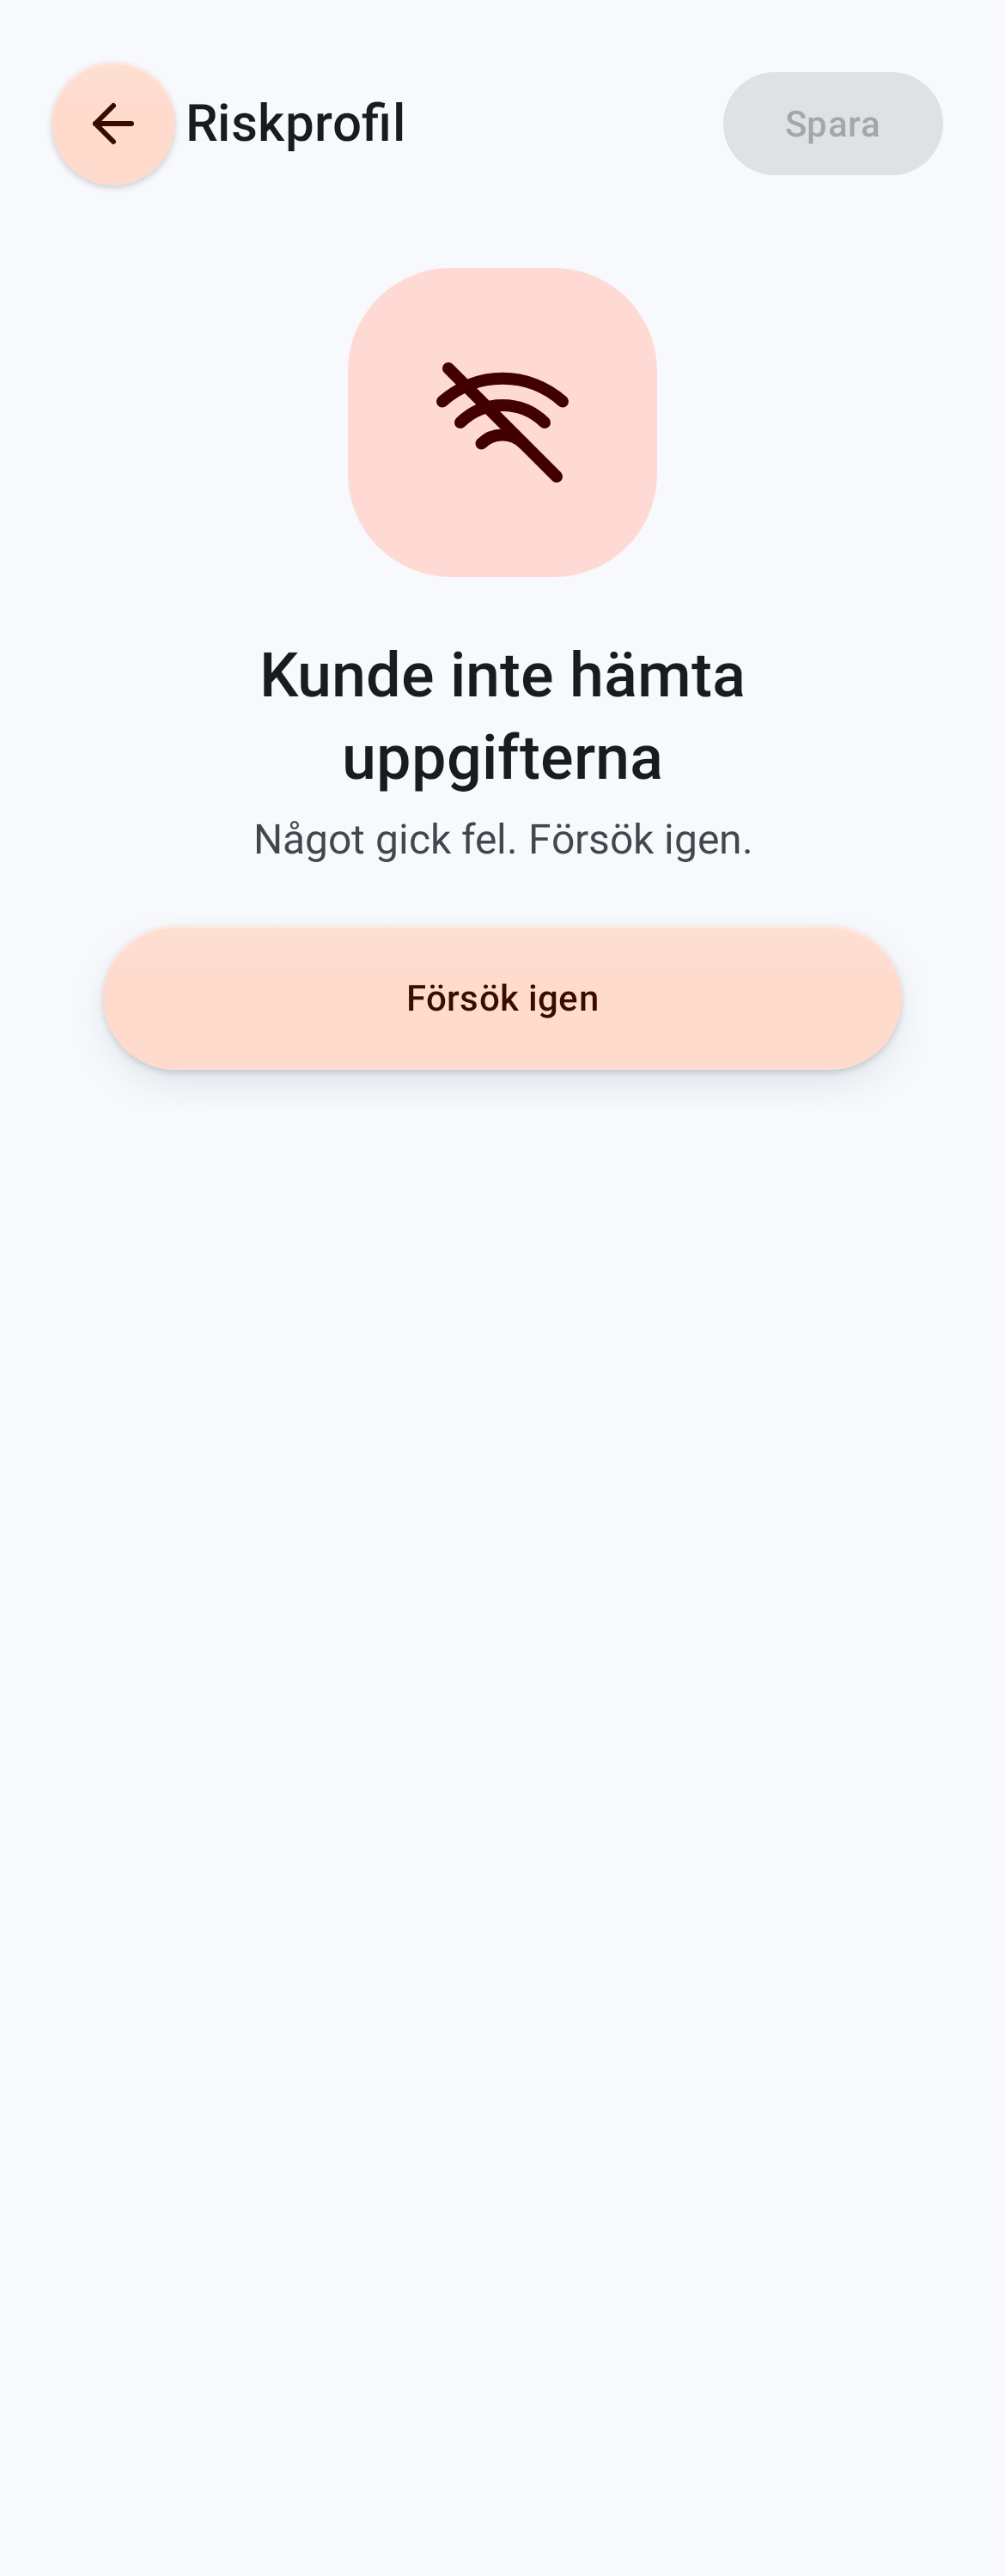 Riskprofil
Spara
Kunde inte hämta
uppgifterna
Något gick fel. Försök igen.
Försök igen